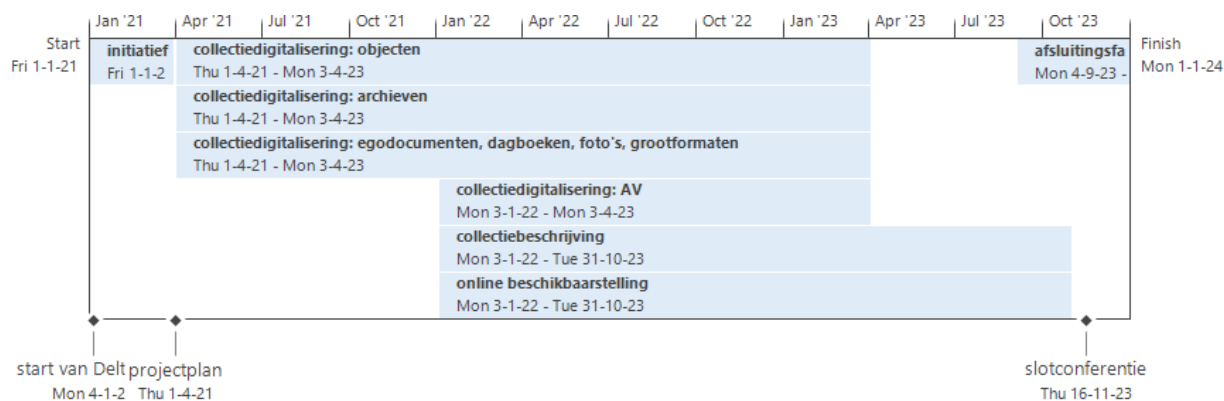 Jan '21 Apr '21 Jul '21 Oct '21 Jan '22 Apr '22 Jul '22 Oct '22 Jan '23 Apr '23 Jul '23 Oct '23
Start
Fri 1-1-21
initiatief
Fri 1-1-2
collectiedigitalisering: objecten
Thu 1-4-21 - Mon 3-4-23
afsluitingsfa
Mon 4-9-23 -
Finish
Mon 1-1-24
collectiedigitalisering: archieven
Thu 1-4-21 - Mon 3-4-23
collectiedigitalisering: egodocumenten, dagboeken, foto's, grootformaten
Thu 1-4-21 - Mon 3-4-23
collectiedigitalisering: AV
Mon 3-1-22 - Mon 3-4-23
collectiebeschrijving
Mon 3-1-22 - Tue 31-10-23
online beschikbaarstelling
Mon 3-1-22 - Tue 31-10-23
start van Delt
Mon 4-1-2
projectplan
Thu 1-4-21
slotconferentie
Thu 16-11-23